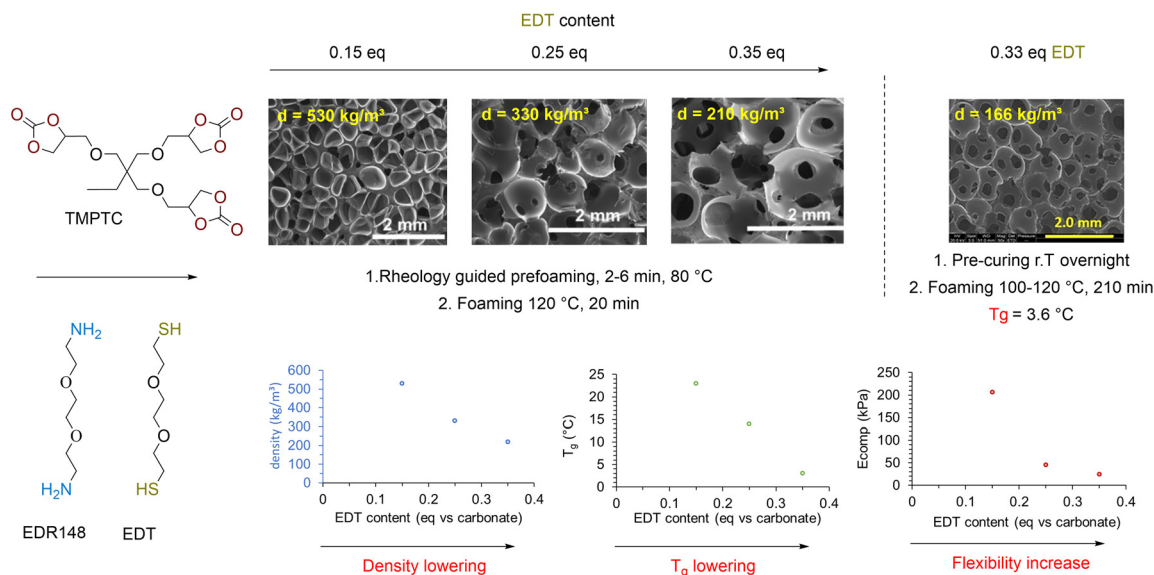 EDT content
0.15 eq
0.25 eq
0.35 eq
0.33 eq EDT
O
O
O
O
O
O
O
O
O
O
O
O
TMPTC
d = 530 kg/m³
2 mm
d = 330 kg/m³
2 mm
d = 210 kg/m³
2 mm
d = 166 kg/m³
2.0 mm
1.Rheology guided prefoaming, 2-6 min, 80 °C
2. Foaming 120 °C, 20 min
1. Pre-curing r.T overnight
2. Foaming 100-120 °C, 210 min
Tg = 3.6 °C
NH₂
O
O
H₂N
EDR148
SH
O
O
HS
EDT
density (kg/m³)
600
500
400
300
200
100
0
0 0.1 0.2 0.3 0.4
EDT content (eq vs carbonate)
Density lowering
Tg (°C)
25
20
15
10
5
0
0 0.1 0.2 0.3 0.4
EDT content (eq vs carbonate)
Tg lowering
Ecomp (kPa)
250
200
150
100
50
0
0 0.1 0.2 0.3 0.4
EDT content (eq vs carbonate)
Flexibility increase